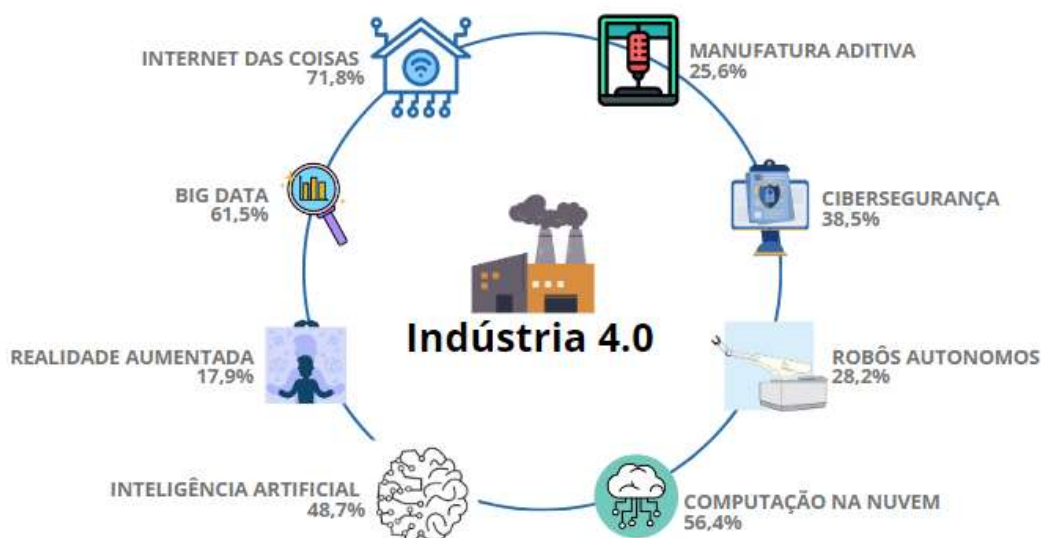 INTERNET DAS COISAS
71,8%
MANUFATURA ADITIVA
25,6%
BIG DATA
61,5%
CIBERSEGURANÇA
38,5%
Indústria 4.0
REALIDADE AUMENTADA
17,9%
ROBÔS AUTONOMOS
28,2%
INTELIGÊNCIA ARTIFICIAL
48,7%
COMPUTAÇÃO NA NUVEM
56,4%